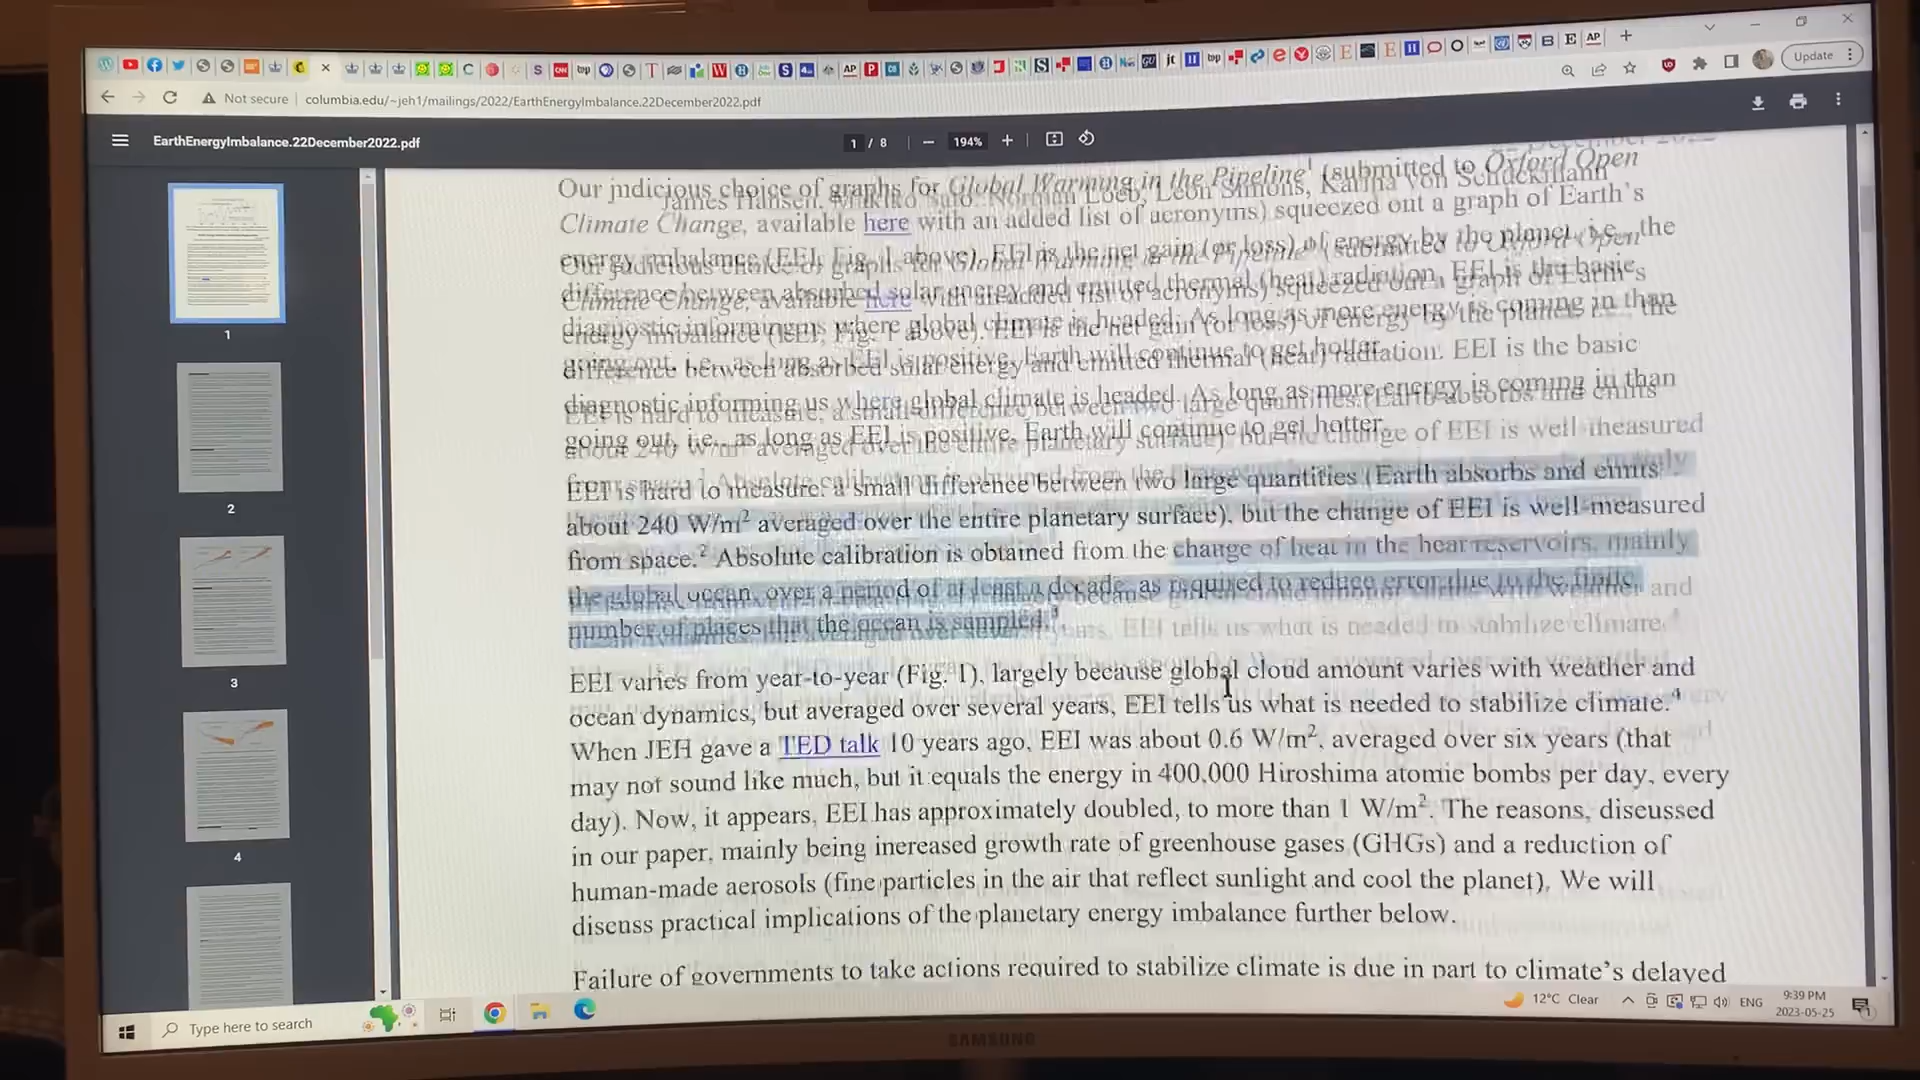 Update
Not secure | columbia.edu/~jeh1/mailings/2022/EarthEnergyImbalance.22December2022.pdf
EarthEnergyImbalance.22December2022.pdf
1 / 8
194%
Our judicious choice of graphs for Global Warming in the Pipeline (submitted to Oxford Open
Climate Change, available here with an added list of acronyms) squeezed out a graph of Earth's
energy imbalance (EEI, Fig. 1 above). EEI is the net gain (or loss) of energy by the planet, i.e., the
difference between absorbed solar energy and emitted thermal (heat) radiation. EEI is the basic
diagnostic informing us where global climate is headed. As long as more energy is coming in than
going out, i.e., as long as EEI is positive, Earth will continue to get hotter.
EEI is hard to measure, a small difference between two large quantities (Earth absorbs and emits
about 240 W/m² averaged over the entire planetary surface), but the change of EEI is well-measured
from space.² Absolute calibration is obtained from the change of heat in the heat reservoirs, mainly
the global ocean, over a period of at least a decade, as required to reduce error due to the finite
number of places that the ocean is sampled.³
EEI varies from year-to-year (Fig. 1), largely because global cloud amount varies with weather and
ocean dynamics, but averaged over several years, EEI tells us what is needed to stabilize climate.⁴
When JEH gave a TED talk 10 years ago, EEI was about 0.6 W/m², averaged over six years (that
may not sound like much, but it equals the energy in 400,000 Hiroshima atomic bombs per day, every
day). Now, it appears, EEI has approximately doubled, to more than 1 W/m². The reasons, discussed
in our paper, mainly being increased growth rate of greenhouse gases (GHGs) and a reduction of
human-made aerosols (fine particles in the air that reflect sunlight and cool the planet). We will
discuss practical implications of the planetary energy imbalance further below.
Failure of governments to take actions required to stabilize climate is due in part to climate's delayed
1
2
3
4
Type here to search
12°C Clear
ENG
9:39 PM
2023-05-25
SAMSUNG